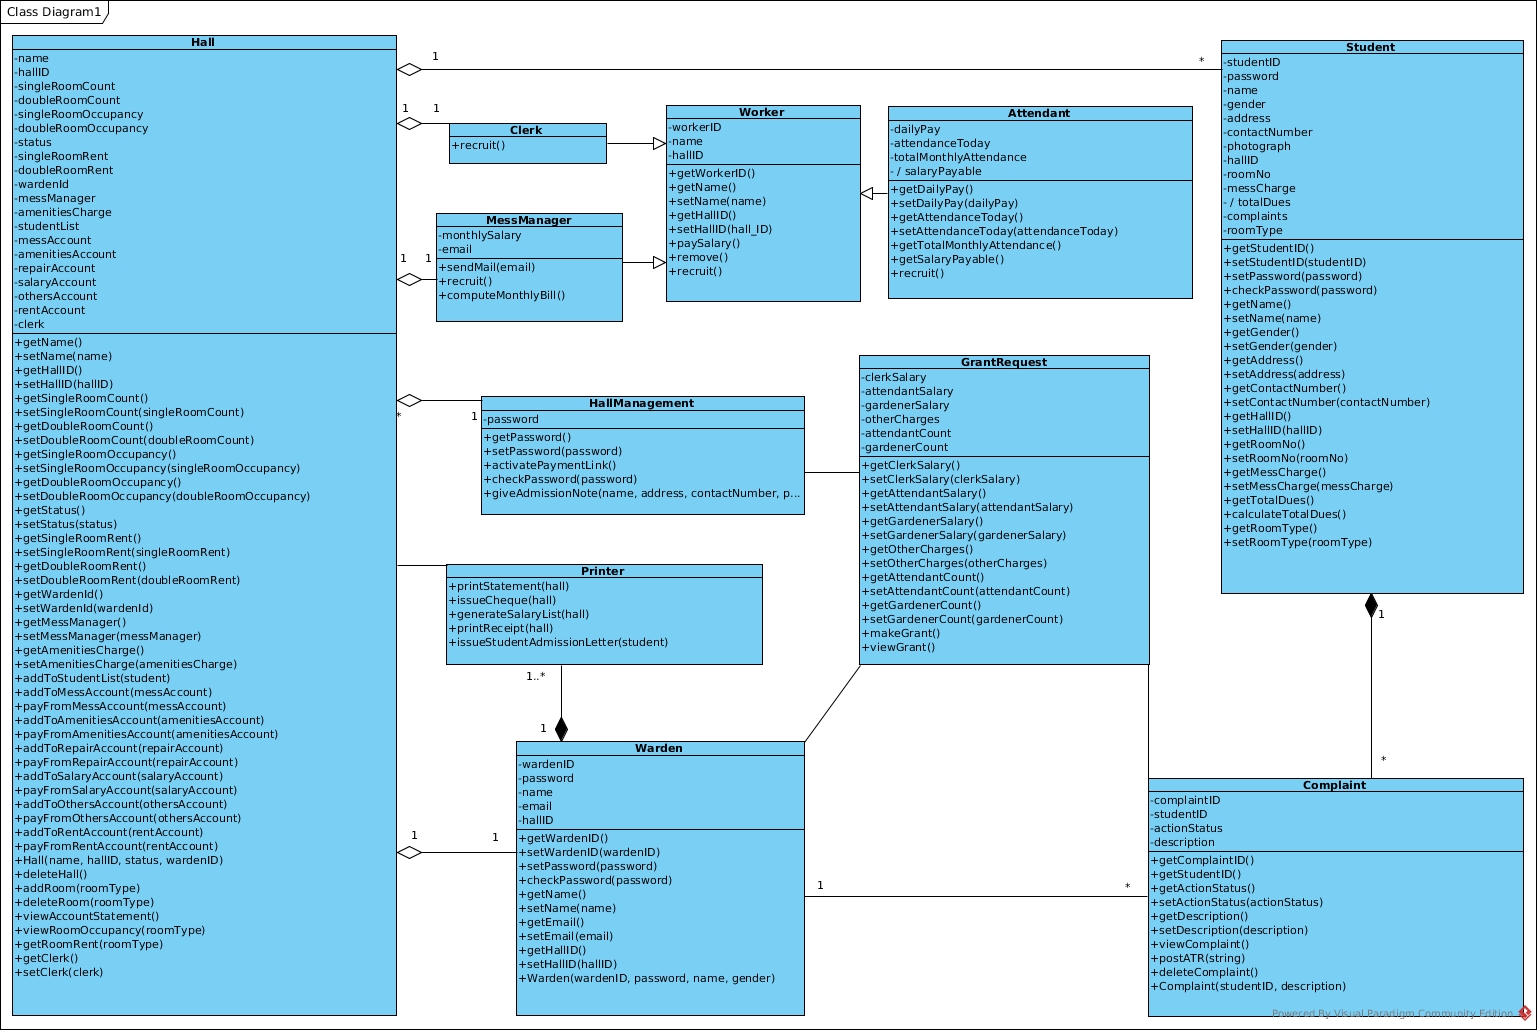 Class Diagram1
Hall
-name
-hallID
-singleRoomCount
-doubleRoomCount
-singleRoomOccupancy
-doubleRoomOccupancy
-status
-singleRoomRent
-doubleRoomRent
-wardenId
-messManager
-amenitiesCharge
-studentList
-messAccount
-amenitiesAccount
-repairAccount
-salaryAccount
-othersAccount
-rentAccount
-clerk
+getName()
+setName(name)
+getHallID()
+setHallID(hallID)
+getSingleRoomCount()
+setSingleRoomCount(singleRoomCount)
+getDoubleRoomCount()
+setDoubleRoomCount(doubleRoomCount)
+getSingleRoomOccupancy()
+setSingleRoomOccupancy(singleRoomOccupancy)
+getDoubleRoomOccupancy()
+setDoubleRoomOccupancy(doubleRoomOccupancy)
+getStatus()
+setStatus(status)
+getSingleRoomRent()
+setSingleRoomRent(singleRoomRent)
+getDoubleRoomRent()
+setDoubleRoomRent(doubleRoomRent)
+getWardenId()
+setWardenId(wardenId)
+getMessManager()
+setMessManager(messManager)
+getAmenitiesCharge()
+setAmenitiesCharge(amenitiesCharge)
+addToStudentList(student)
+addToMessAccount(messAccount)
+payFromMessAccount(messAccount)
+addToAmenitiesAccount(amenitiesAccount)
+payFromAmenitiesAccount(amenitiesAccount)
+addToRepairAccount(repairAccount)
+payFromRepairAccount(repairAccount)
+addToSalaryAccount(salaryAccount)
+payFromSalaryAccount(salaryAccount)
+addToOthersAccount(othersAccount)
+payFromOthersAccount(othersAccount)
+addToRentAccount(rentAccount)
+payFromRentAccount(rentAccount)
+Hall(name, hallID, status, wardenID)
+deleteHall()
+addRoom(roomType)
+deleteRoom(roomType)
+viewAccountStatement()
+viewRoomOccupancy(roomType)
+getRoomRent(roomType)
+getClerk()
+setClerk(clerk)
1
*
1
1
Clerk
+recruit()
MessManager
-monthlySalary
-email
+sendMail(email)
+recruit()
+computeMonthlyBill()
1
1
Worker
-workerID
-name
-hallID
+getWorkerID()
+getName()
+setName(name)
+getHallID()
+setHallID(hall_ID)
+paySalary()
+remove()
+recruit()
Attendant
-dailyPay
-attendanceToday
-totalMonthlyAttendance
- / salaryPayable
+getDailyPay()
+setDailyPay(dailyPay)
+getAttendanceToday()
+setAttendanceToday(attendanceToday)
+getTotalMonthlyAttendance()
+getSalaryPayable()
+recruit()
Student
-studentID
-password
-name
-gender
-address
-contactNumber
-photograph
-hallID
-roomNo
-messCharge
- / totalDues
-complaints
-roomType
+getStudentID()
+setStudentID(studentID)
+setPassword(password)
+checkPassword(password)
+getName()
+setName(name)
+getGender()
+setGender(gender)
+getAddress()
+setAddress(address)
+getContactNumber()
+setContactNumber(contactNumber)
+getHallID()
+setHallID(hallID)
+getRoomNo()
+setRoomNo(roomNo)
+getMessCharge()
+setMessCharge(messCharge)
+getTotalDues()
+calculateTotalDues()
+getRoomType()
+setRoomType(roomType)
*
1
HallManagement
-password
+getPassword()
+setPassword(password)
+activatePaymentLink()
+checkPassword(password)
+giveAdmissionNote(name, address, contactNumber, p...
GrantRequest
-clerkSalary
-attendantSalary
-gardenerSalary
-otherCharges
-attendantCount
-gardenerCount
+getClerkSalary()
+setClerkSalary(clerkSalary)
+getAttendantSalary()
+setAttendantSalary(attendantSalary)
+getGardenerSalary()
+setGardenerSalary(gardenerSalary)
+getOtherCharges()
+setOtherCharges(otherCharges)
+getAttendantCount()
+setAttendantCount(attendantCount)
+getGardenerCount()
+setGardenerCount(gardenerCount)
+makeGrant()
+viewGrant()
Printer
+printStatement(hall)
+issueCheque(hall)
+generateSalaryList(hall)
+printReceipt(hall)
+issueStudentAdmissionLetter(student)
1..*
1
Warden
-wardenID
-password
-name
-email
-hallID
+getWardenID()
+setWardenID(wardenID)
+setPassword(password)
+checkPassword(password)
+getName()
+setName(name)
+getEmail()
+setEmail(email)
+getHallID()
+setHallID(hallID)
+Warden(wardenID, password, name, gender)
1
1
1
*
1
*
Complaint
-complaintID
-studentID
-actionStatus
-description
+getComplaintID()
+getStudentID()
+getActionStatus()
+setActionStatus(actionStatus)
+getDescription()
+setDescription(description)
+viewComplaint()
+postATR(string)
+deleteComplaint()
+Complaint(studentID, description)
Powered By Visual Paradigm Community Edition